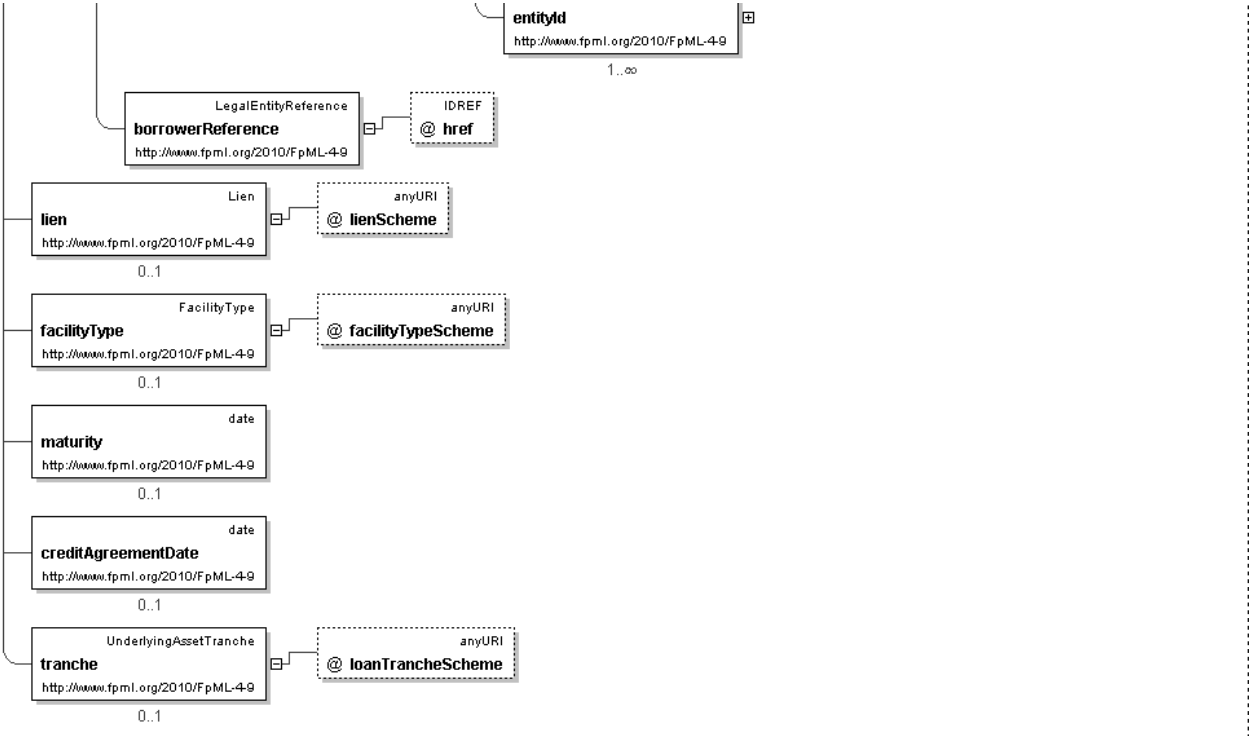 entityId
http://www.fpml.org/2010/FpML-4-9
1..∞
LegalEntityReference
borrowerReference
http://www.fpml.org/2010/FpML-4-9
IDREF
@ href
Lien
lien
http://www.fpml.org/2010/FpML-4-9
0..1
anyURI
@ lienScheme
FacilityType
facilityType
http://www.fpml.org/2010/FpML-4-9
0..1
anyURI
@ facilityTypeScheme
date
maturity
http://www.fpml.org/2010/FpML-4-9
0..1
date
creditAgreementDate
http://www.fpml.org/2010/FpML-4-9
0..1
UnderlyingAssetTranche
tranche
http://www.fpml.org/2010/FpML-4-9
0..1
anyURI
@ loanTrancheScheme